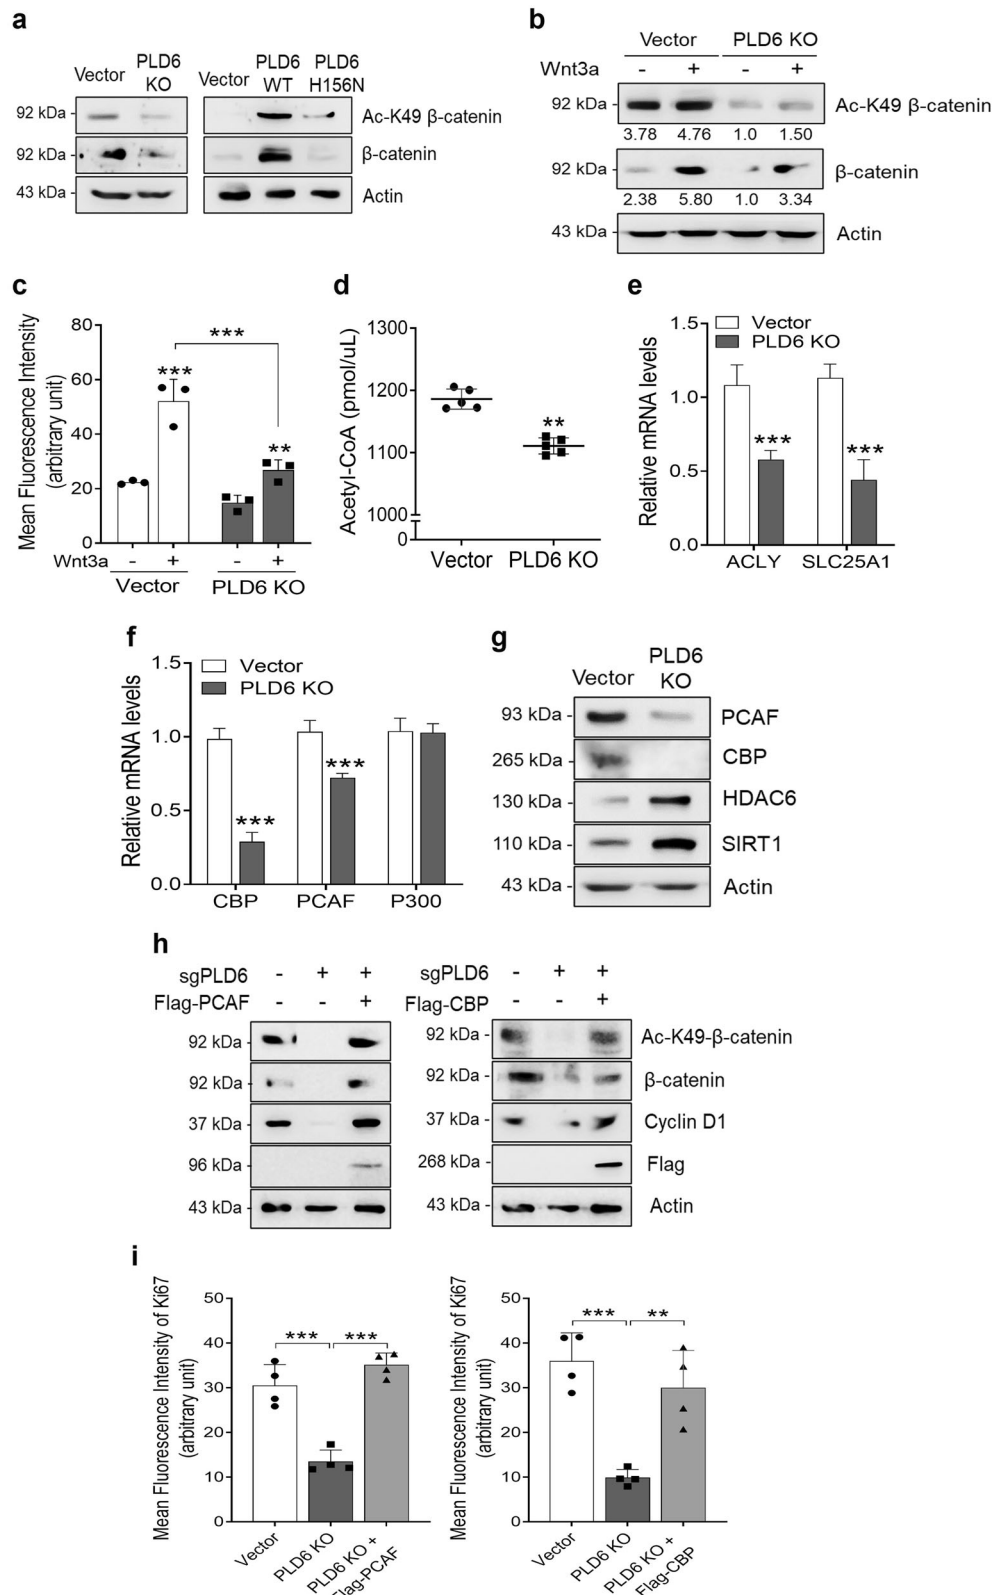 a
Vector
PLD6 KO
Vector
PLD6 WT
PLD6 H156N
92 kDa
Ac-K49 β-catenin
92 kDa
β-catenin
43 kDa
Actin
b
Vector PLD6 KO
Wnt3a - + - +
92 kDa
Ac-K49 β-catenin
3.78 4.76 1.0 1.50
92 kDa
β-catenin
2.38 5.80 1.0 3.34
43 kDa
Actin
c
Mean Fluorescence Intensity
(arbitrary unit)
80
60
40
20
0
***
***
**
Wnt3a - + - +
Vector PLD6 KO
d
Acetyl-CoA (pmol/uL)
1300
1200
1100
1000
0
**
Vector PLD6 KO
e
Relative mRNA levels
1.5
1.0
0.5
0.0
Vector
PLD6 KO
***
***
ACLY SLC25A1
f
Relative mRNA levels
1.5
1.0
0.5
0.0
Vector
PLD6 KO
***
***
CBP PCAF P300
g
Vector
PLD6 KO
93 kDa
PCAF
265 kDa
CBP
130 kDa
HDAC6
110 kDa
SIRT1
43 kDa
Actin
h
sgPLD6 - + +
Flag-PCAF - - +
92 kDa
92 kDa
37 kDa
96 kDa
43 kDa
sgPLD6 - + +
Flag-CBP - - +
92 kDa
Ac-K49-β-catenin
92 kDa
β-catenin
37 kDa
Cyclin D1
268 kDa
Flag
43 kDa
Actin
i
Mean Fluorescence Intensity of Ki67
(arbitrary unit)
50
40
30
20
10
0
*** ***
Vector
PLD6 KO
PLD6 KO +
Flag-PCAF
Mean Fluorescence Intensity of Ki67
(arbitrary unit)
50
40
30
20
10
0
*** **
Vector
PLD6 KO
PLD6 KO +
Flag-CBP